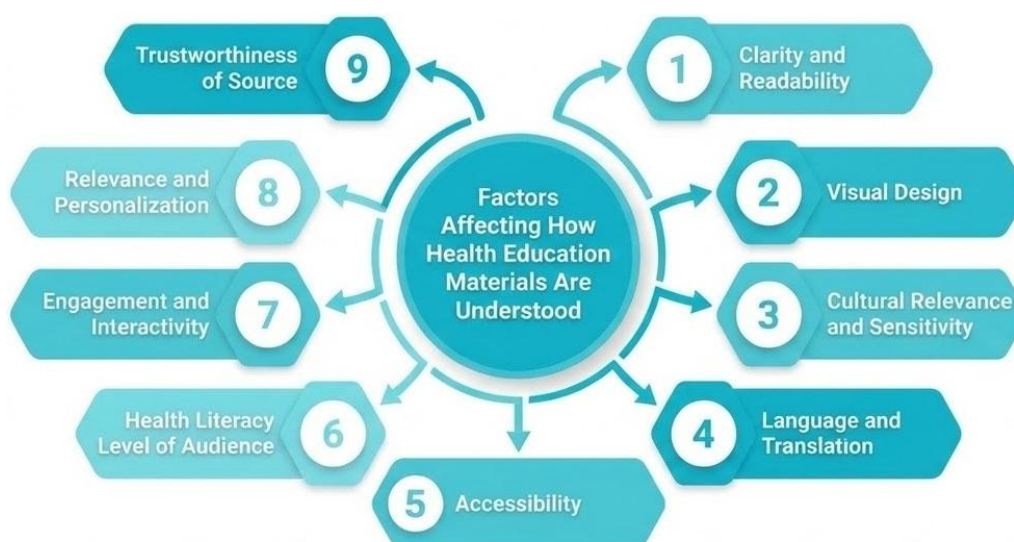 Factors
Affecting How
Health Education
Materials Are
Understood
1
Clarity and
Readability
2
Visual Design
3
Cultural Relevance
and Sensitivity
4
Language and
Translation
5
Accessibility
6
Health Literacy
Level of Audience
7
Engagement and
Interactivity
8
Relevance and
Personalization
9
Trustworthiness
of Source